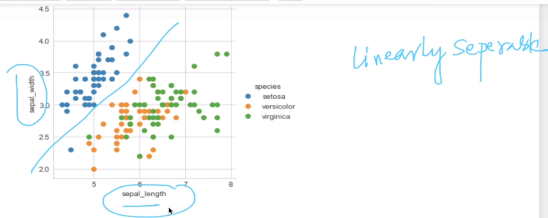 4.5
4.0
3.5
3.0
2.5
2.0
sepal_width
5
6
7
8
sepal_length
species
setosa
versicolor
virginica
linearly